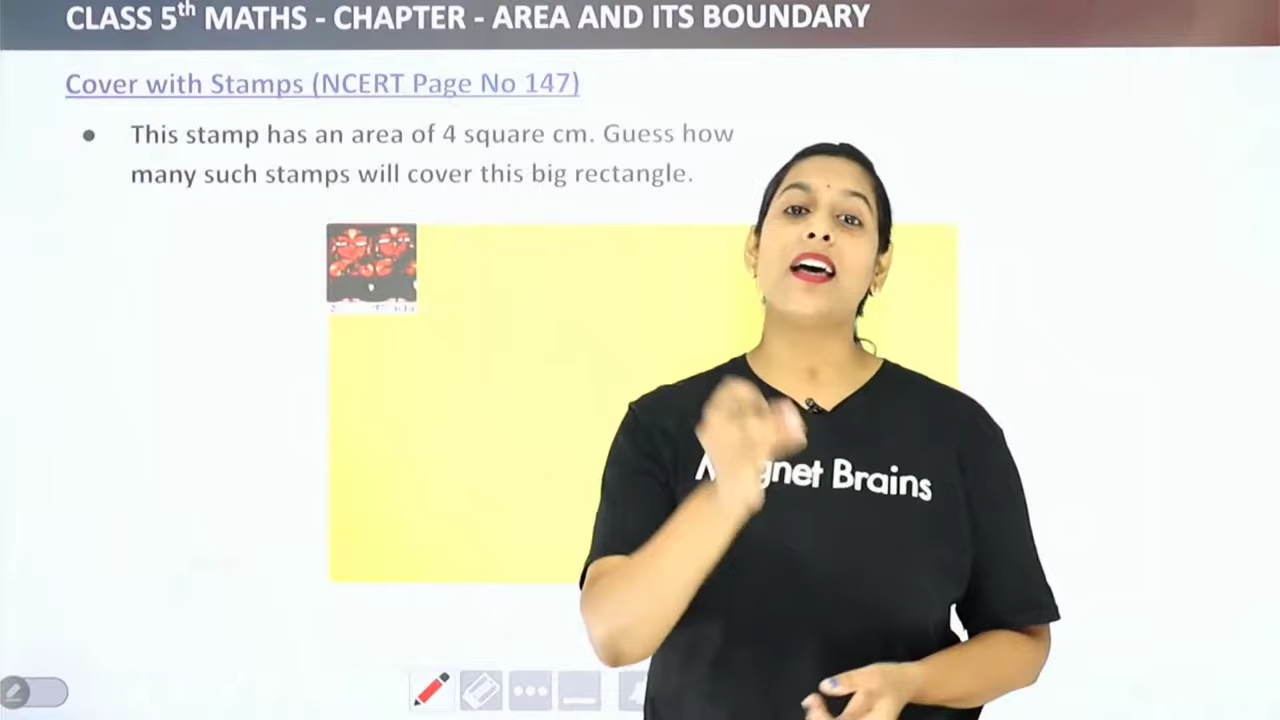 CLASS 5th MATHS - CHAPTER - AREA AND ITS BOUNDARY
Cover with Stamps (NCERT Page No 147)
● This stamp has an area of 4 square cm. Guess how
many such stamps will cover this big rectangle.
gnet Brains